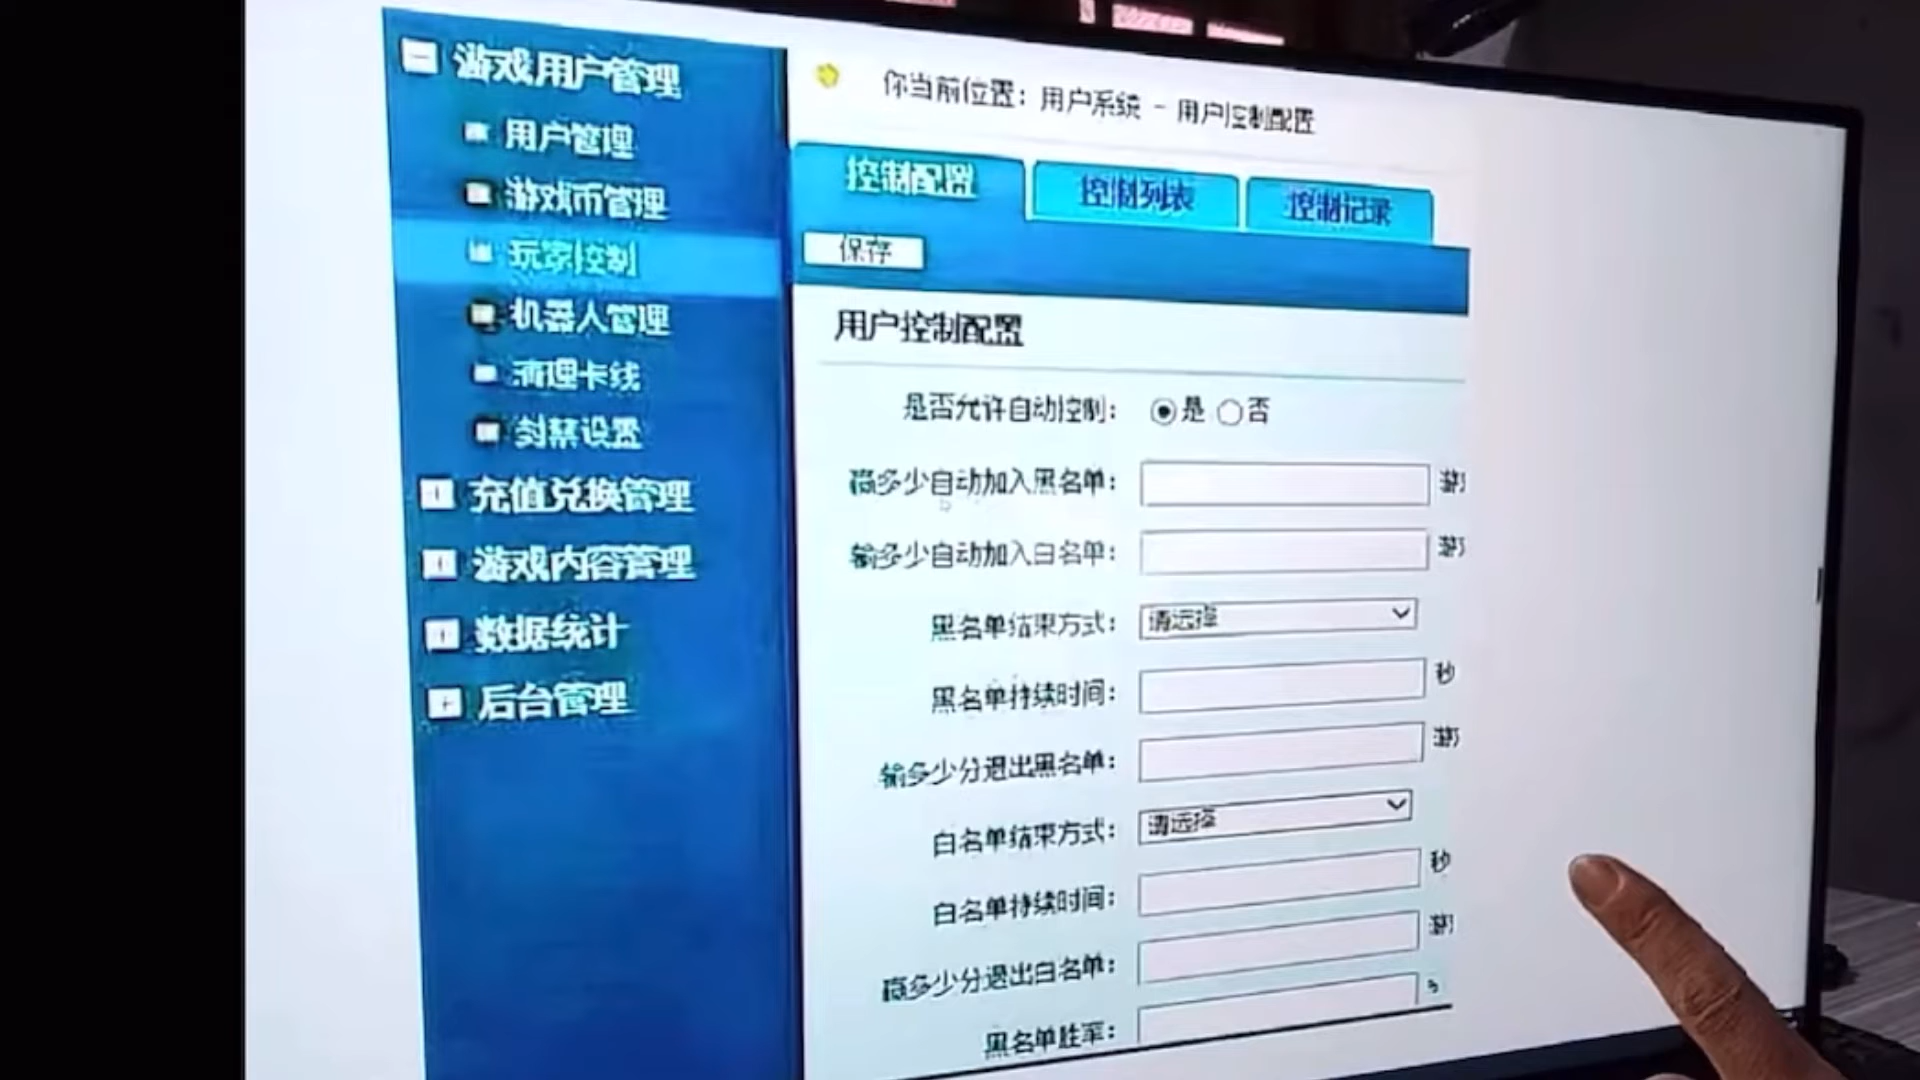 游戏用户管理
用户管理
游戏币管理
玩家控制
机器人管理
清理卡线
封禁设置
充值兑换管理
游戏内容管理
数据统计
后台管理
你当前位置：用户系统 - 用户控制配置
控制配置
控制列表
控制记录
保存
用户控制配置
是否允许自动控制： 是 否
赢多少自动加入黑名单： 游
输多少自动加入白名单： 游
黑名单结束方式： 请选择
黑名单持续时间： 秒
输多少分退出黑名单： 游
白名单结束方式： 请选择
白名单持续时间： 秒
赢多少分退出白名单： 游
黑名单胜率：